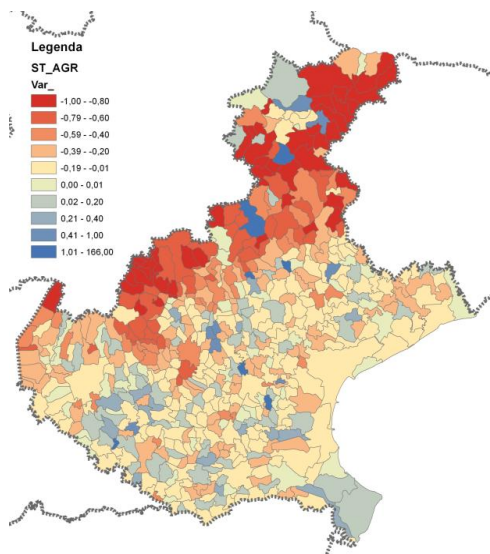 Legenda
ST_AGR
Var_
-1,00 - -0,80
-0,79 - -0,60
-0,59 - -0,40
-0,39 - -0,20
-0,19 - -0,01
0,00 - 0,01
0,02 - 0,20
0,21 - 0,40
0,41 - 1,00
1,01 - 166,00